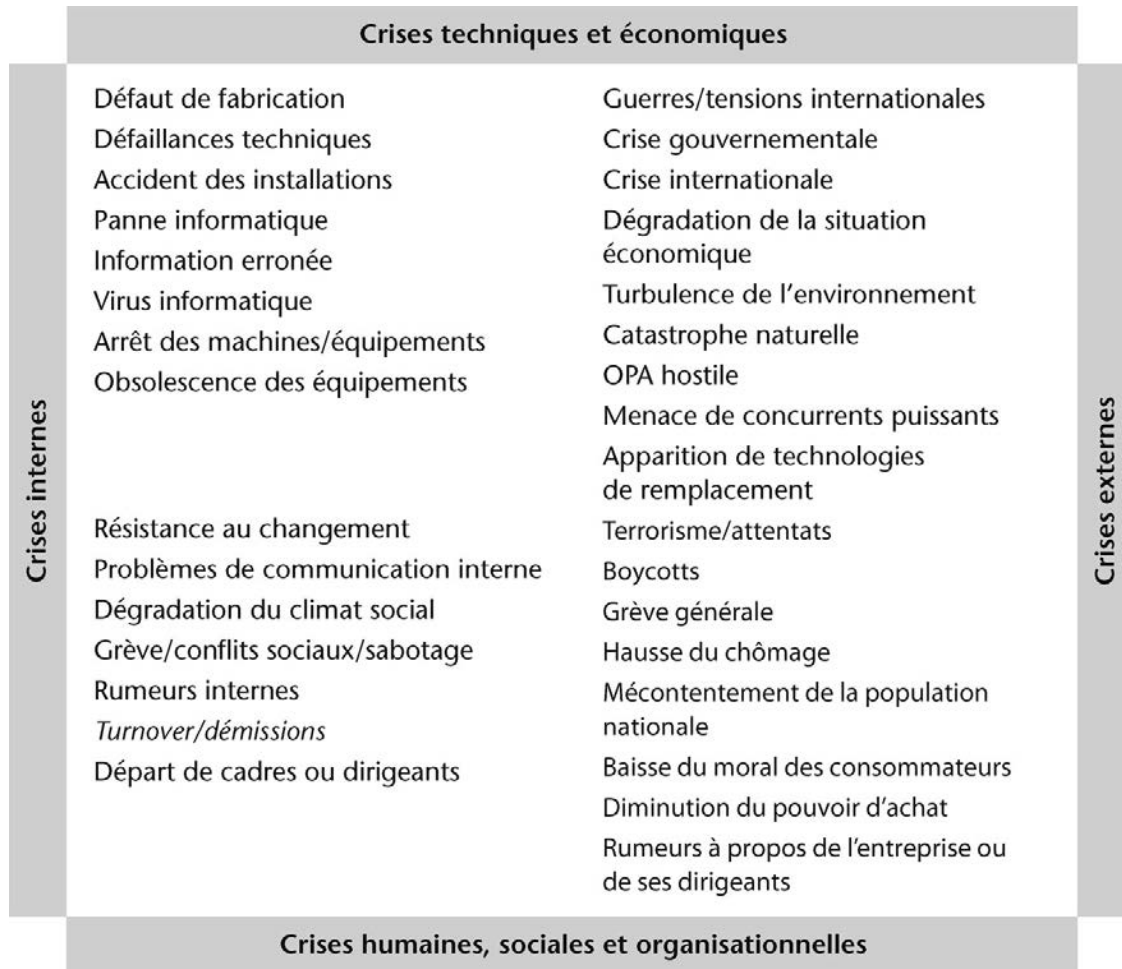 Crises techniques et économiques
Crises internes
Défaut de fabrication
Défaillances techniques
Accident des installations
Panne informatique
Information erronée
Virus informatique
Arrêt des machines/équipements
Obsolescence des équipements
Résistance au changement
Problèmes de communication interne
Dégradation du climat social
Grève/conflits sociaux/sabotage
Rumeurs internes
Turnover/démissions
Départ de cadres ou dirigeants
Guerres/tensions internationales
Crise gouvernementale
Crise internationale
Dégradation de la situation
économique
Turbulence de l'environnement
Catastrophe naturelle
OPA hostile
Menace de concurrents puissants
Apparition de technologies
de remplacement
Terrorisme/attentats
Boycotts
Grève générale
Hausse du chômage
Mécontentement de la population
nationale
Baisse du moral des consommateurs
Diminution du pouvoir d'achat
Rumeurs à propos de l'entreprise ou
de ses dirigeants
Crises externes
Crises humaines, sociales et organisationnelles